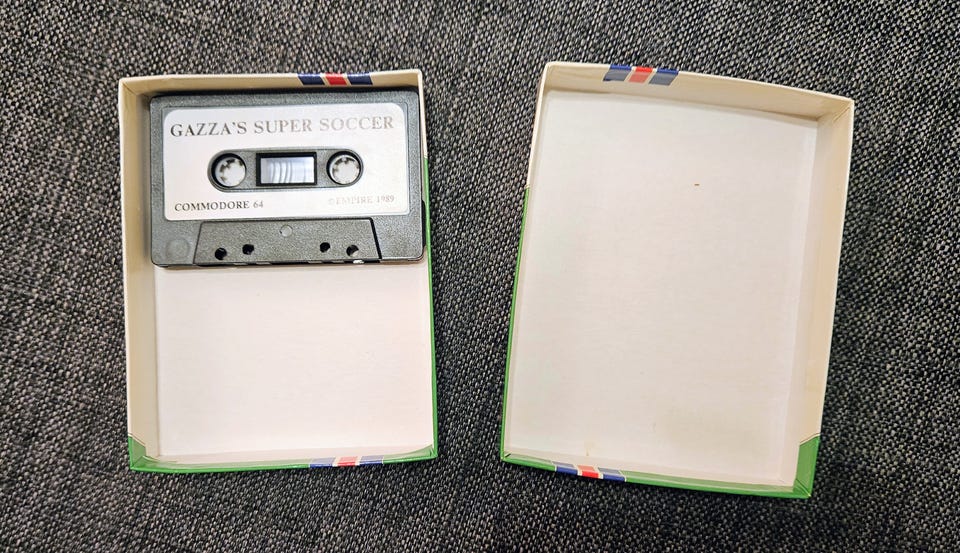 GAZZA'S SUPER SOCCER
COMMODORE 64
©EMPIRE 1989